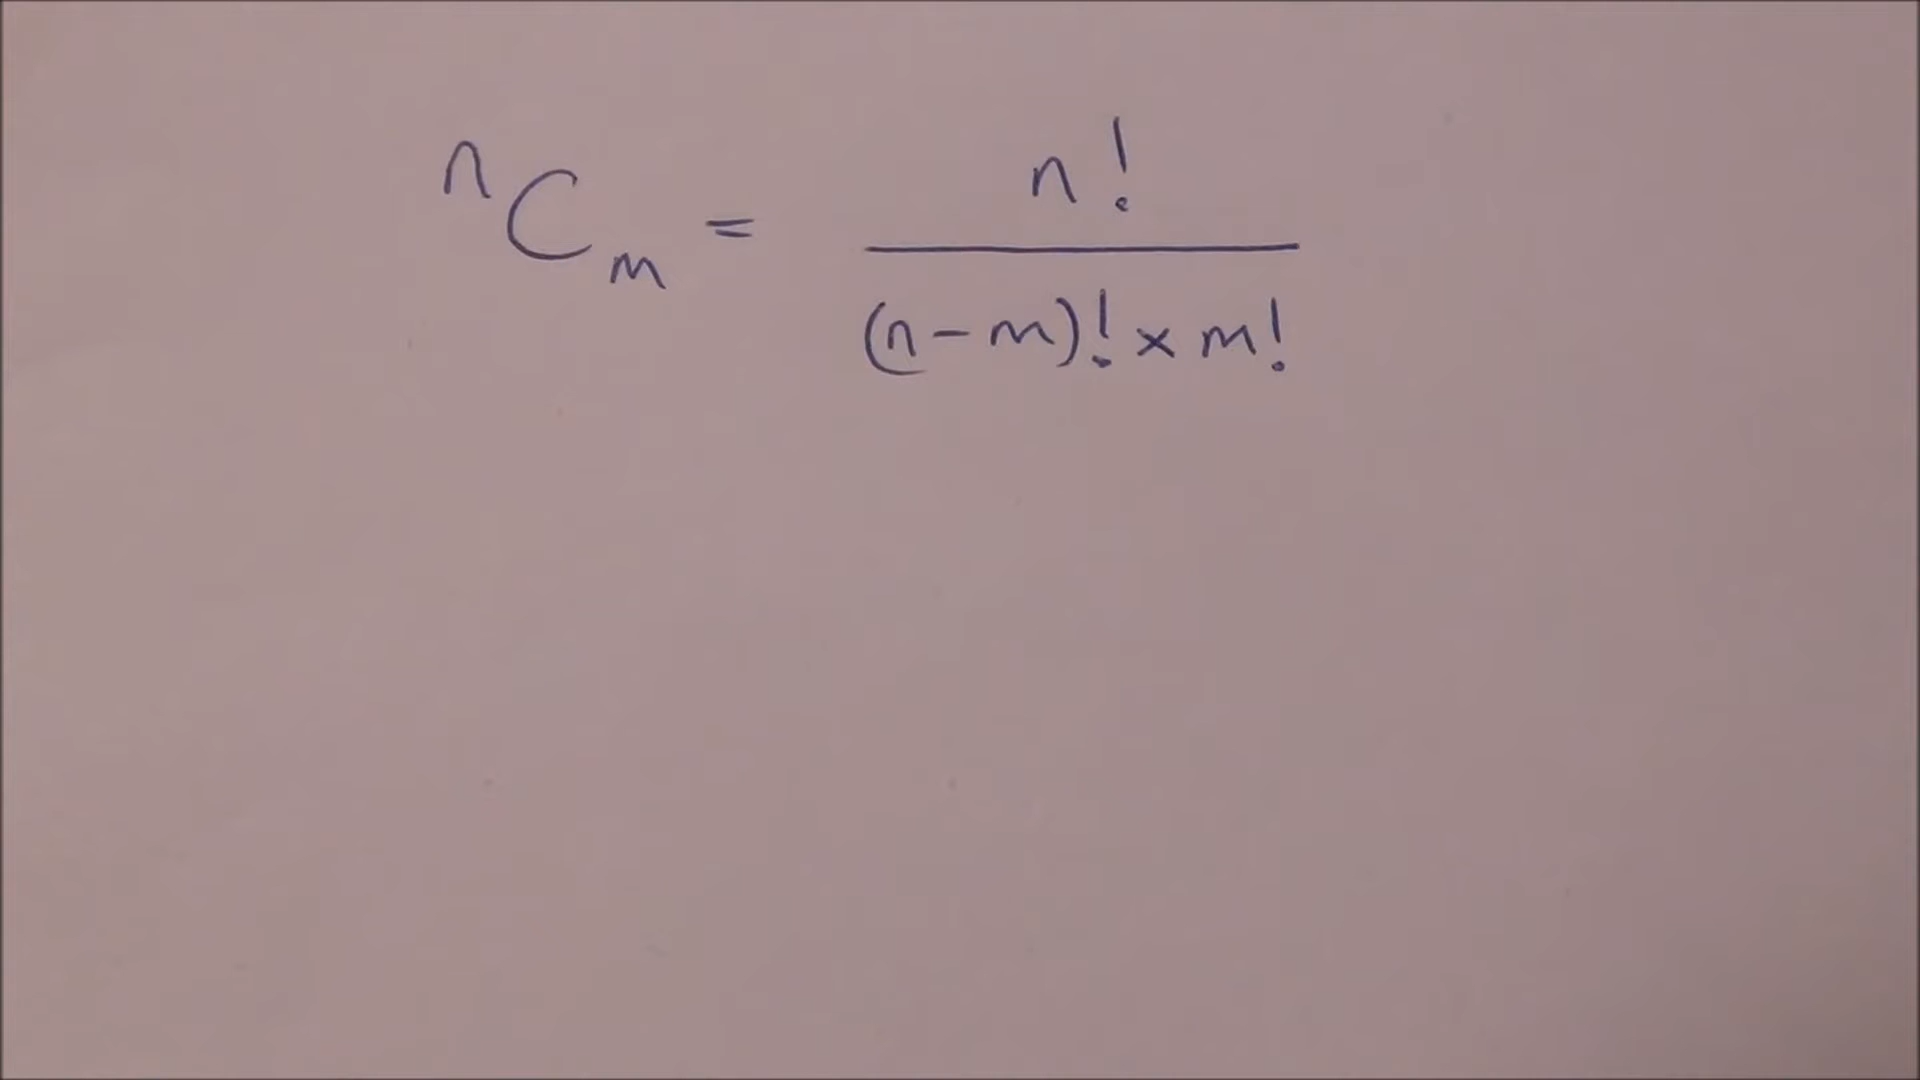 ⁿCₘ = n! / ((n-m)! × m!)